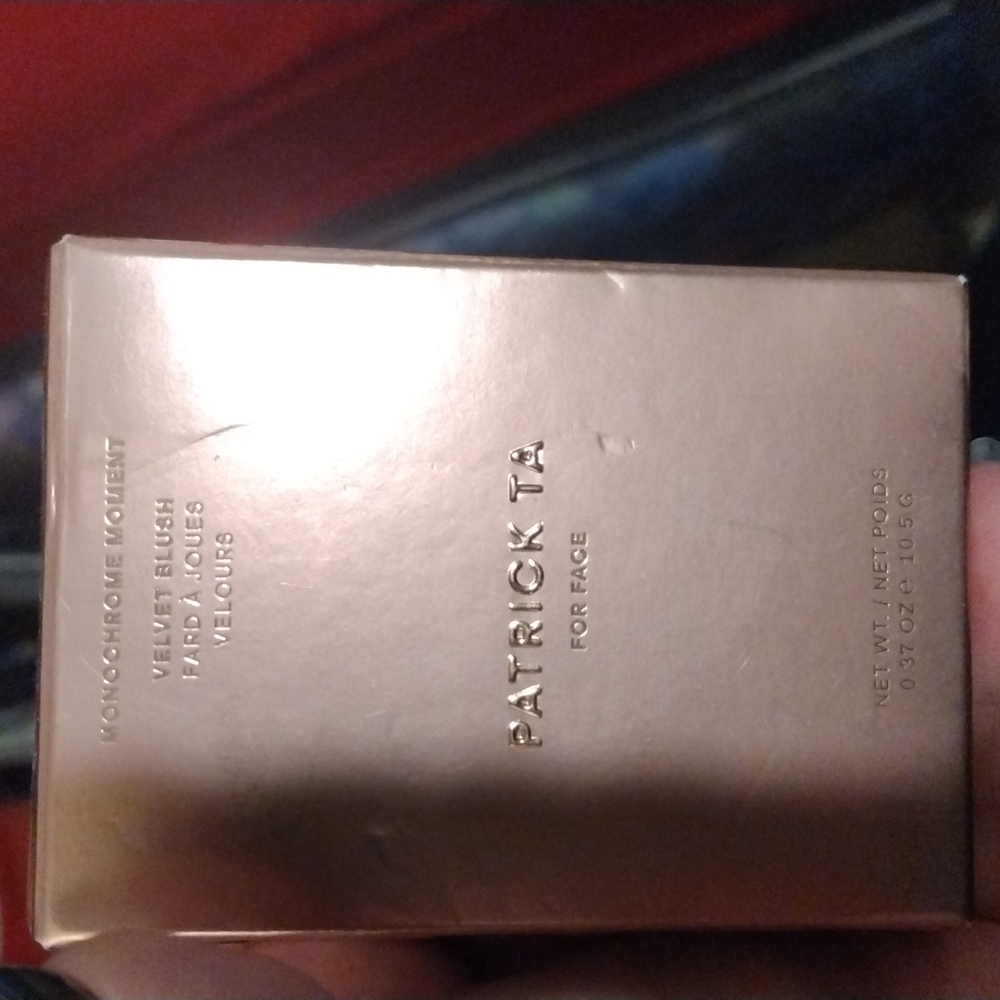 MONOCHROME MOMENT
VELVET BLUSH
FARD À JOUES
VELOURS
PATRICK TA
FOR FACE
NET WT. / NET POIDS
0.37 OZ ℮ 10.5 G